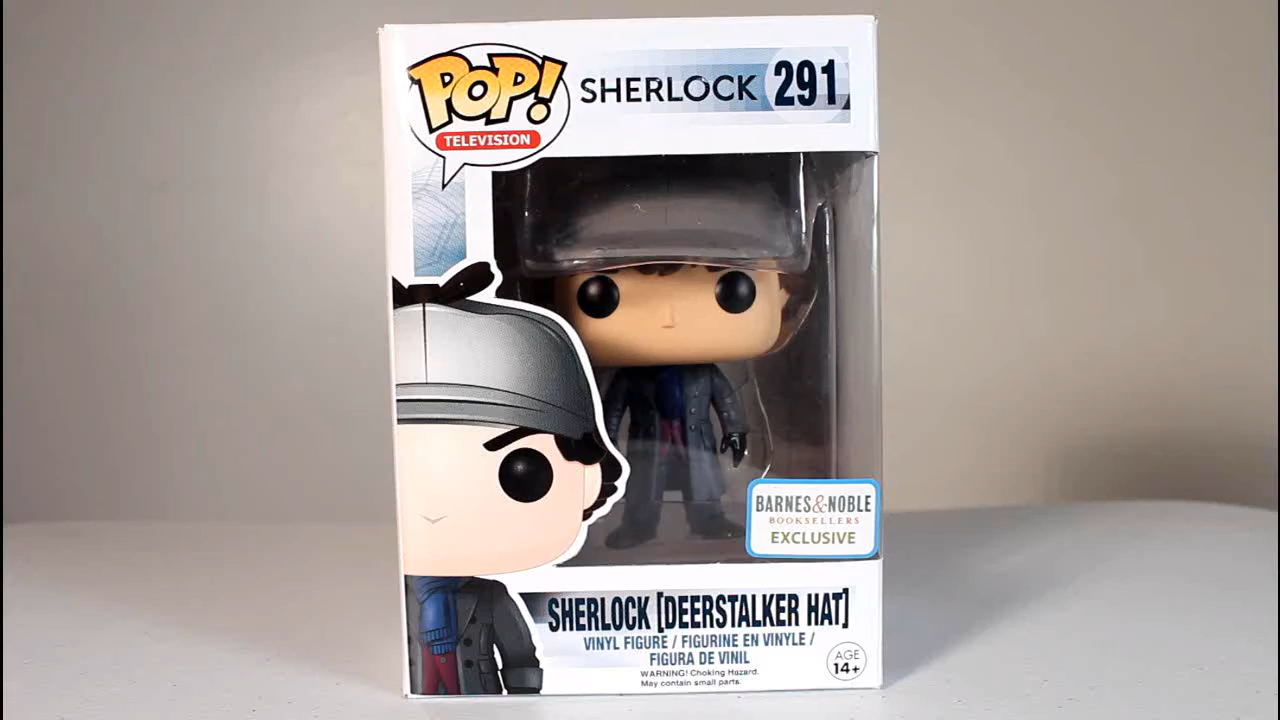 POP!
TELEVISION
SHERLOCK 291
BARNES&NOBLE
BOOKSELLERS
EXCLUSIVE
SHERLOCK [DEERSTALKER HAT]
VINYL FIGURE / FIGURINE EN VINYLE /
FIGURA DE VINIL
WARNING! Choking Hazard.
May contain small parts.
AGE
14+